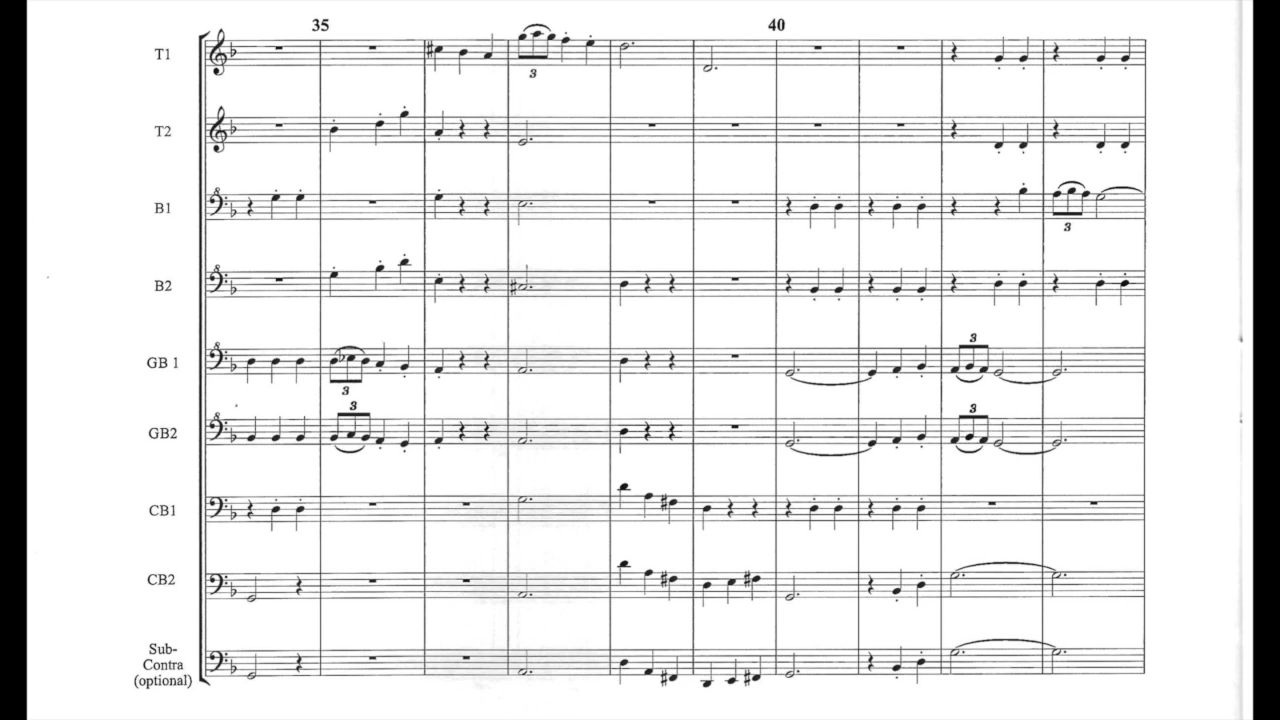 35
40
T1
3
T2
B1
3
B2
GB 1
3
3
GB2
3
3
CB1
CB2
Sub-
Contra
(optional)